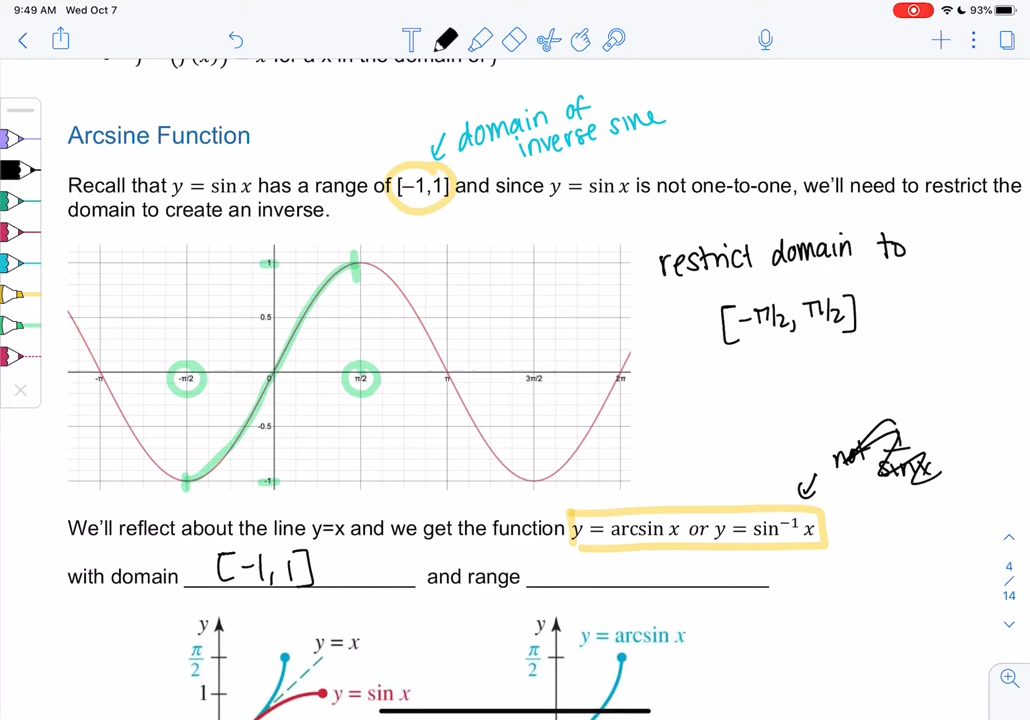 9:49 AM Wed Oct 7
93%
T
Arcsine Function
domain of
inverse sine
Recall that y = sin x has a range of [−1,1] and since y = sin x is not one-to-one, we'll need to restrict the
domain to create an inverse.
restrict domain to
[-π/2, π/2]
1
0.5
-π -π/2 0 π/2 π 3π/2 2π
-0.5
-1
not 1
sinx
We'll reflect about the line y=x and we get the function y = arcsin x or y = sin⁻¹ x
with domain [-1, 1] and range
4
/
14
y
π/2
1
y = x
y = sin x
y
π/2
y = arcsin x